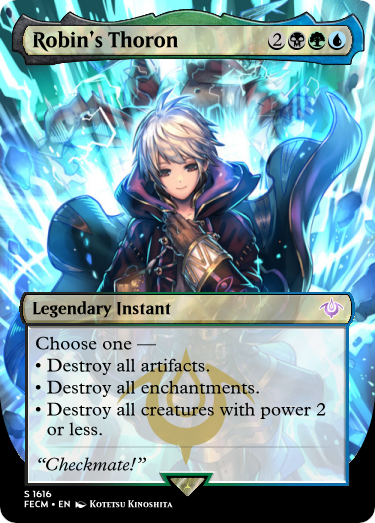 Robin's Thoron 2
Legendary Instant
Choose one —
• Destroy all artifacts.
• Destroy all enchantments.
• Destroy all creatures with power 2
or less.
“Checkmate!”
S 1616
FECM • EN Kotetsu Kinoshita